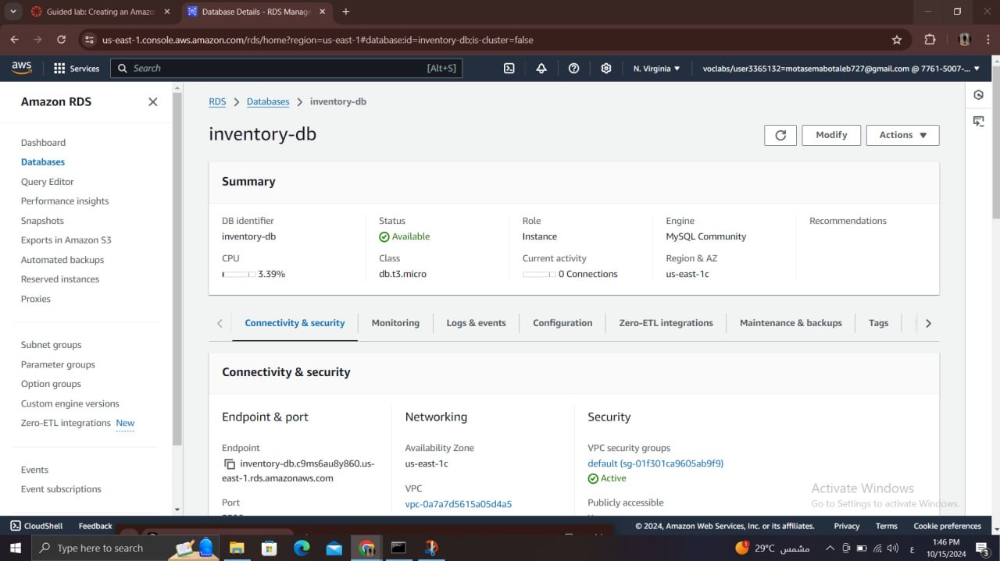 Guided lab: Creating an Amazo
Database Details - RDS Manage
us-east-1.console.aws.amazon.com/rds/home?region=us-east-1#database:id=inventory-db;is-cluster=false
aws
Services
Search
[Alt+S]
N. Virginia
voclabs/user3365132=motasemabotaleb727@gmail.com @ 7761-5007-...
Amazon RDS
Dashboard
Databases
Query Editor
Performance insights
Snapshots
Exports in Amazon S3
Automated backups
Reserved instances
Proxies
Subnet groups
Parameter groups
Option groups
Custom engine versions
Zero-ETL integrations New
Events
Event subscriptions
RDS
Databases
inventory-db
inventory-db
Modify
Actions
Summary
DB identifier
inventory-db
Status
Available
Role
Instance
Engine
MySQL Community
Recommendations
CPU
3.39%
Class
db.t3.micro
Current activity
0 Connections
Region & AZ
us-east-1c
Connectivity & security
Monitoring
Logs & events
Configuration
Zero-ETL integrations
Maintenance & backups
Tags
Connectivity & security
Endpoint & port
Endpoint
inventory-db.c9ms6au8y860.us-
east-1.rds.amazonaws.com
Port
Networking
Availability Zone
us-east-1c
VPC
vpc-0a7a7d5615a05d4a5
Security
VPC security groups
default (sg-01f301ca9605ab9f9)
Active
Publicly accessible
Activate Windows
Go to Settings to activate Windows.
CloudShell
Feedback
© 2024, Amazon Web Services, Inc. or its affiliates.
Privacy
Terms
Cookie preferences
Type here to search
29°C مشمس
ع
1:46 PM
10/15/2024
3